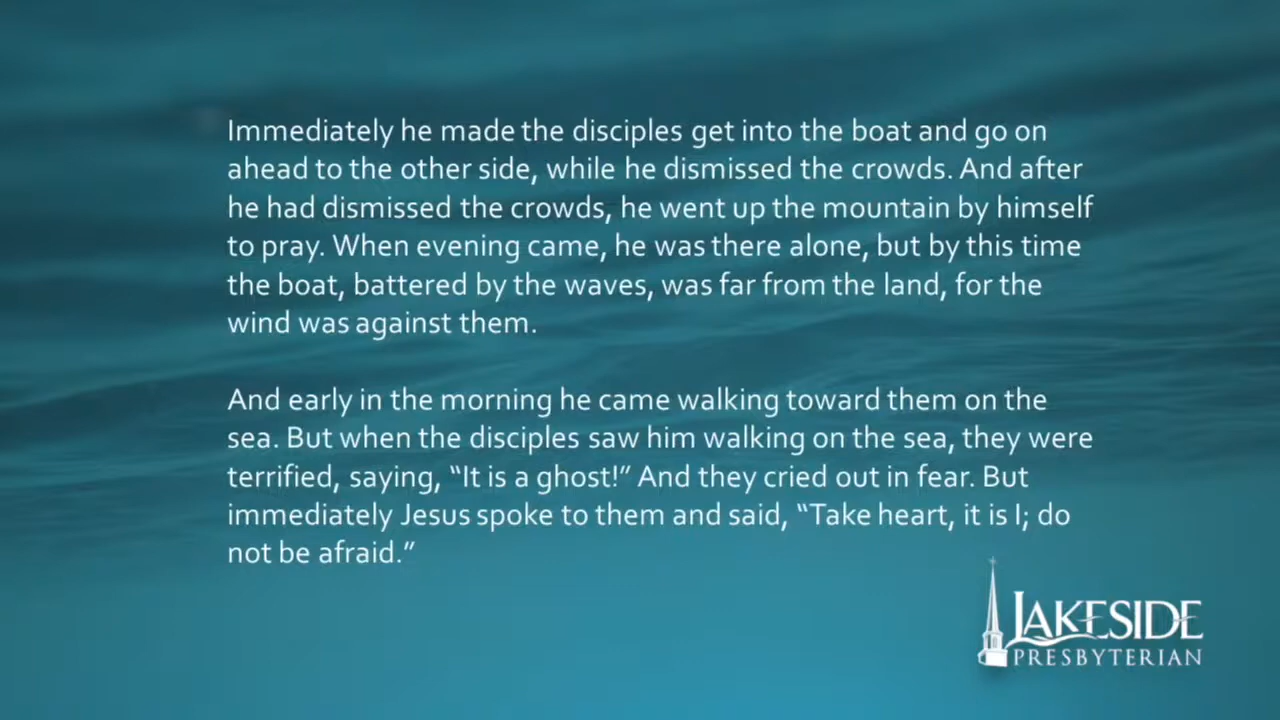 Immediately he made the disciples get into the boat and go on
ahead to the other side, while he dismissed the crowds. And after
he had dismissed the crowds, he went up the mountain by himself
to pray. When evening came, he was there alone, but by this time
the boat, battered by the waves, was far from the land, for the
wind was against them.
And early in the morning he came walking toward them on the
sea. But when the disciples saw him walking on the sea, they were
terrified, saying, “It is a ghost!” And they cried out in fear. But
immediately Jesus spoke to them and said, “Take heart, it is I; do
not be afraid.”
LAKESIDE
PRESBYTERIAN